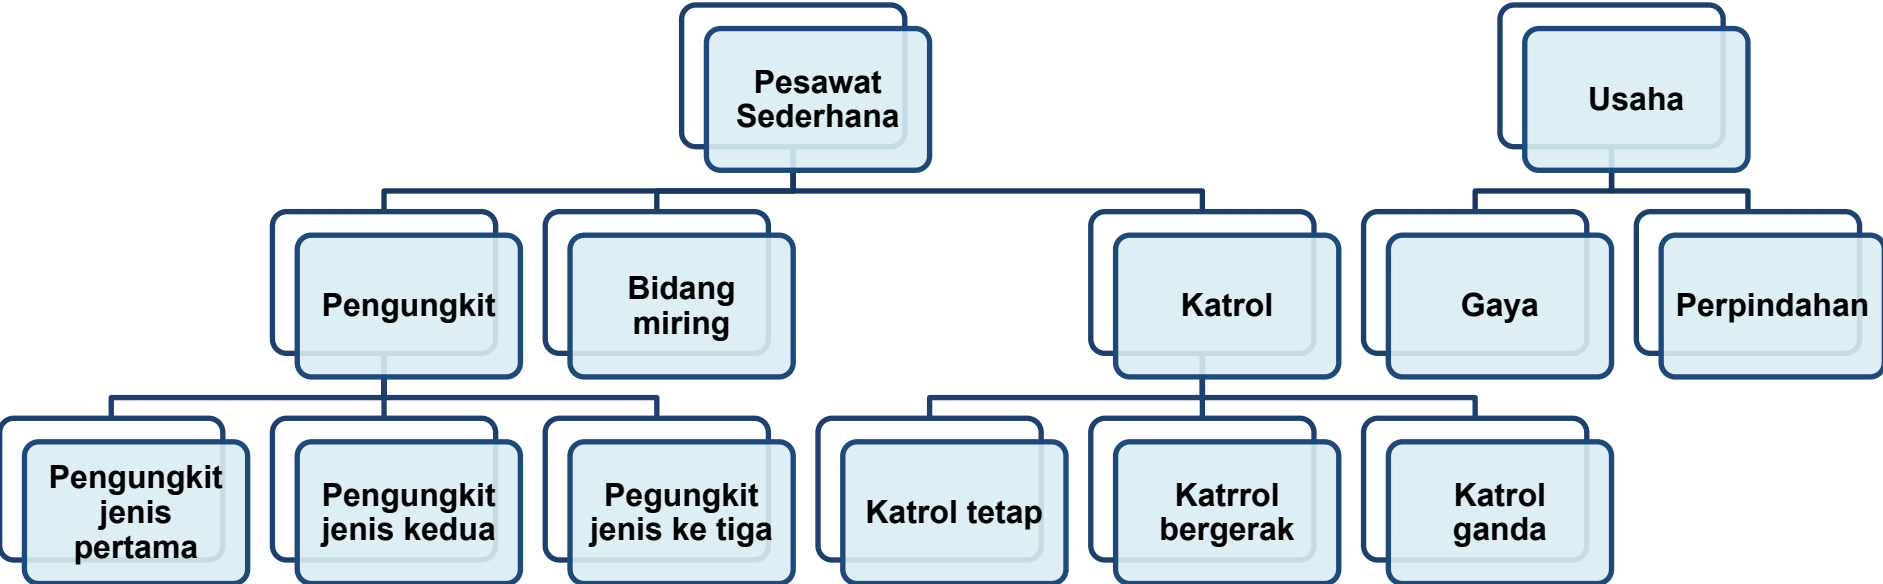 Pesawat
Sederhana
Usaha
Pengungkit
Bidang
miring
Katrol
Gaya
Perpindahan
Pengungkit
jenis
pertama
Pengungkit
jenis kedua
Pegungkit
jenis ke tiga
Katrol tetap
Katrrol
bergerak
Katrol
ganda